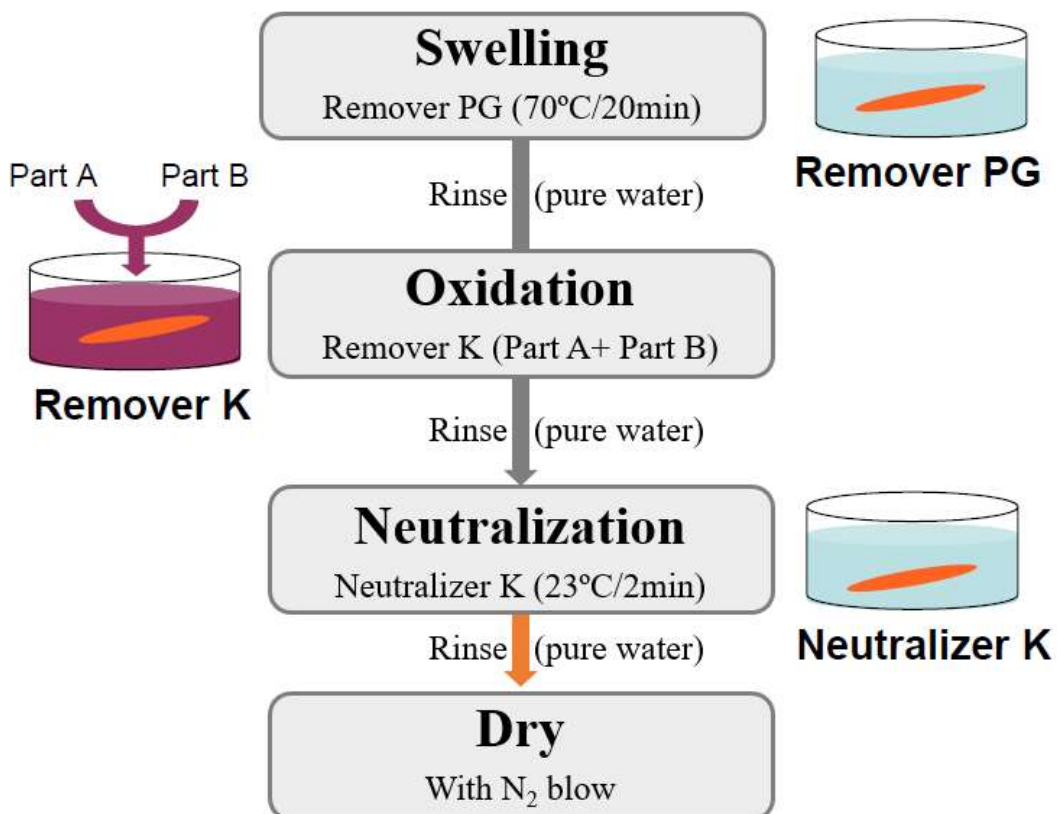 Swelling
Remover PG (70ºC/20min)
Remover PG
Rinse (pure water)
Part A Part B
Oxidation
Remover K (Part A+ Part B)
Remover K
Rinse (pure water)
Neutralization
Neutralizer K (23ºC/2min)
Neutralizer K
Rinse (pure water)
Dry
With N₂ blow